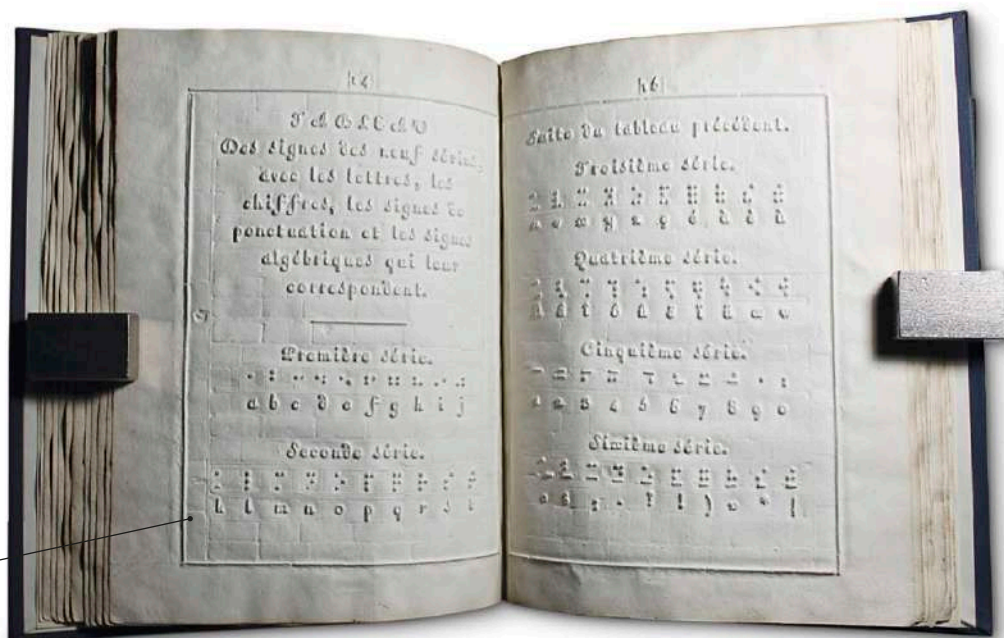 14
TABLEAU
Des signes des neuf séries,
avec les lettres, les
chiffres, les signes de
ponctuation et les signes
algébriques qui leur
correspondent.
Première série.
⠁ ⠃ ⠉ ⠙ ⠑ ⠋ ⠛ ⠓ ⠊ ⠚
a b c d e f g h i j
Seconde série.
⠅ ⠇ ⠍ ⠝ ⠕ ⠏ ⠟ ⠗ ⠎ ⠞
k l m n o p q r s t
16
Suite du tableau précédent.
Troisième série.
⠥ ⠧ ⠭ ⠽ ⠵ ⠯ ⠿ ⠷ ⠮ ⠾
u v x y z ç é à è ù
Quatrième série.
â ê î ô û ë ï ü œ w
Cinquième série.
1 2 3 4 5 6 7 8 9 0
Sixième série.
? ! ) * (